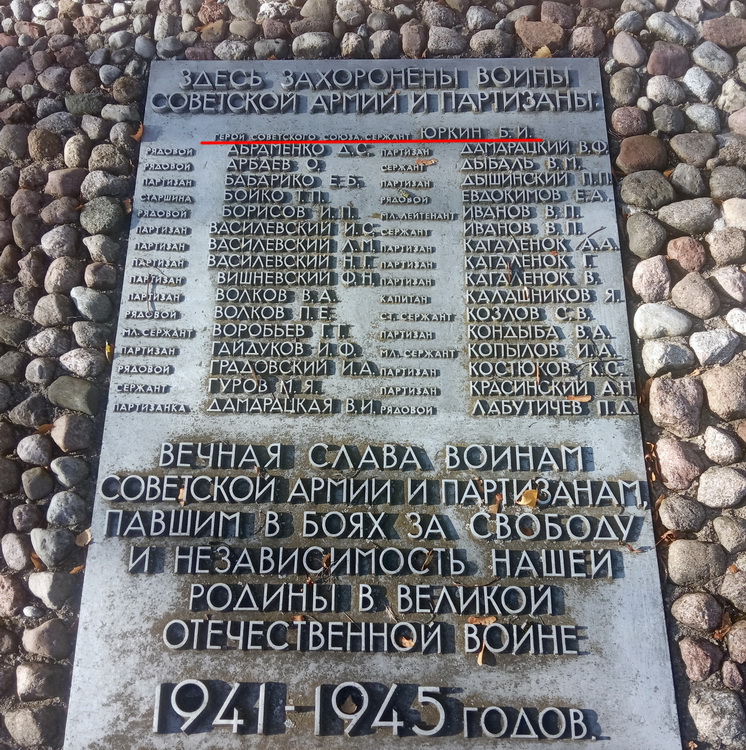 ЗДЕСЬ ЗАХОРОНЕНЫ ВОИНЫ
СОВЕТСКОЙ АРМИИ И ПАРТИЗАНЫ:
ГЕРОЙ СОВЕТСКОГО СОЮЗА СЕРЖАНТ ЮРКИН Б. И.
РЯДОВОЙ АБРАМЕНКО Д.С. ПАРТИЗАН ДАМАРАЦКИЙ В.Ф.
РЯДОВОЙ АРБАЕВ О. СЕРЖАНТ ДЫБАЛЬ В.М.
ПАРТИЗАН БАБАРИКО Е.Б. ПАРТИЗАН ДЫШИНСКИЙ П.П.
СТАРШИНА БОЙКО Г.П. РЯДОВОЙ ЕВДОКИМОВ Е.А.
РЯДОВОЙ БОРИСОВ И.П. МЛ.ЛЕЙТЕНАНТ ИВАНОВ В.П.
ПАРТИЗАН ВАСИЛЕВСКИЙ И.С. СЕРЖАНТ ИВАНОВ В.П.
ПАРТИЗАН ВАСИЛЕВСКИЙ Л.М. ПАРТИЗАН КАГАЛЕНОК А.А.
ПАРТИЗАН ВАСИЛЕВСКИЙ Н.Г. ПАРТИЗАН КАГАЛЕНОК Г.
ПАРТИЗАН ВИШНЕВСКИЙ Ф.Н. ПАРТИЗАН КАГАЛЕНОК В.
ПАРТИЗАН ВОЛКОВ В.А. КАПИТАН КАЛАШНИКОВ Я.
РЯДОВОЙ ВОЛКОВ П.Е. СТ. СЕРЖАНТ КОЗЛОВ С.В.
МЛ. СЕРЖАНТ ВОРОБЬЕВ Г.Г. ПАРТИЗАН КОНДЫБА В.А.
ПАРТИЗАН ГАЙДУКОВ И.Ф. МЛ. СЕРЖАНТ КОПЫЛОВ И.А.
РЯДОВОЙ ГРАДОВСКИЙ И.А. ПАРТИЗАН КОСТЮКОВ К.С.
СЕРЖАНТ ГУРОВ М.Я. ПАРТИЗАН КРАСИНСКИЙ А.Н.
ПАРТИЗАНКА ДАМАРАЦКАЯ В.И. РЯДОВОЙ ЛАБУТИЧЕВ П.Д.
ВЕЧНАЯ СЛАВА ВОИНАМ
СОВЕТСКОЙ АРМИИ И ПАРТИЗАНАМ,
ПАВШИМ В БОЯХ ЗА СВОБОДУ
И НЕЗАВИСИМОСТЬ НАШЕЙ
РОДИНЫ В ВЕЛИКОЙ
ОТЕЧЕСТВЕННОЙ ВОЙНЕ
1941-1945 ГОДОВ.